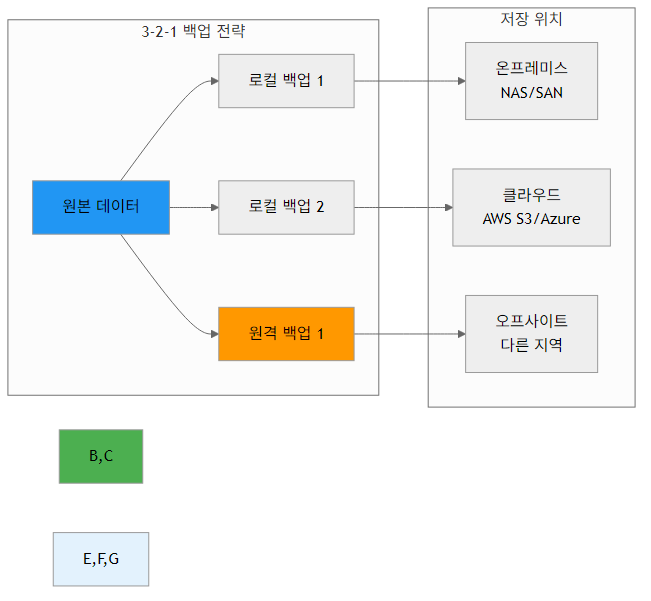 3-2-1 백업 전략
원본 데이터
로컬 백업 1
로컬 백업 2
원격 백업 1
저장 위치
온프레미스
NAS/SAN
클라우드
AWS S3/Azure
오프사이트
다른 지역
B,C
E,F,G